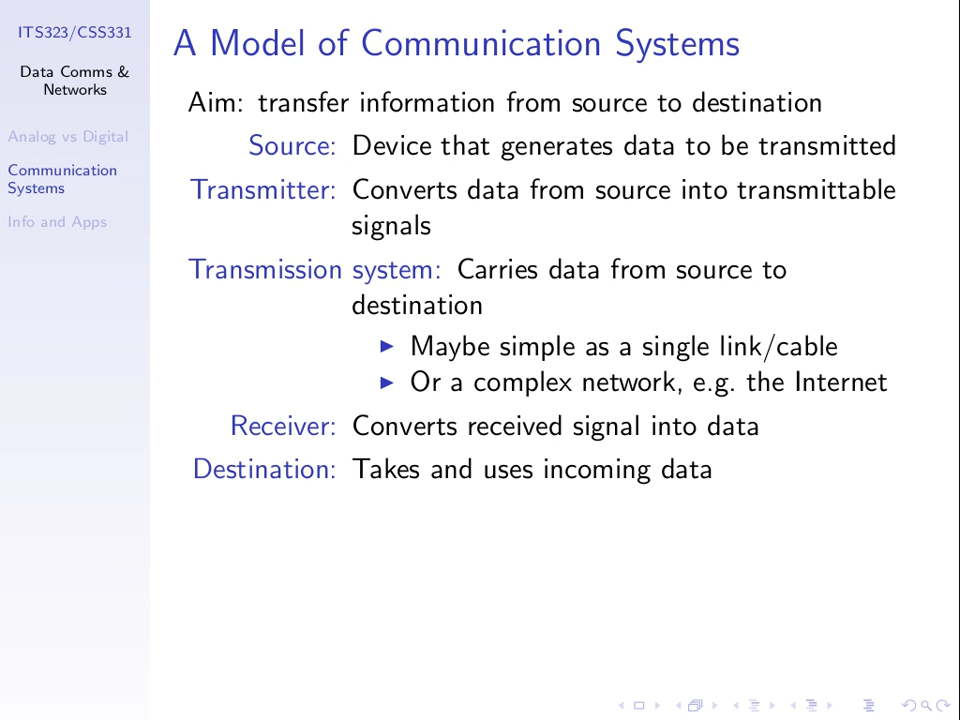 ITS323/CSS331
Data Comms &
Networks
Analog vs Digital
Communication
Systems
Info and Apps
A Model of Communication Systems
Aim: transfer information from source to destination
Source: Device that generates data to be transmitted
Transmitter: Converts data from source into transmittable
signals
Transmission system: Carries data from source to
destination
▶ Maybe simple as a single link/cable
▶ Or a complex network, e.g. the Internet
Receiver: Converts received signal into data
Destination: Takes and uses incoming data